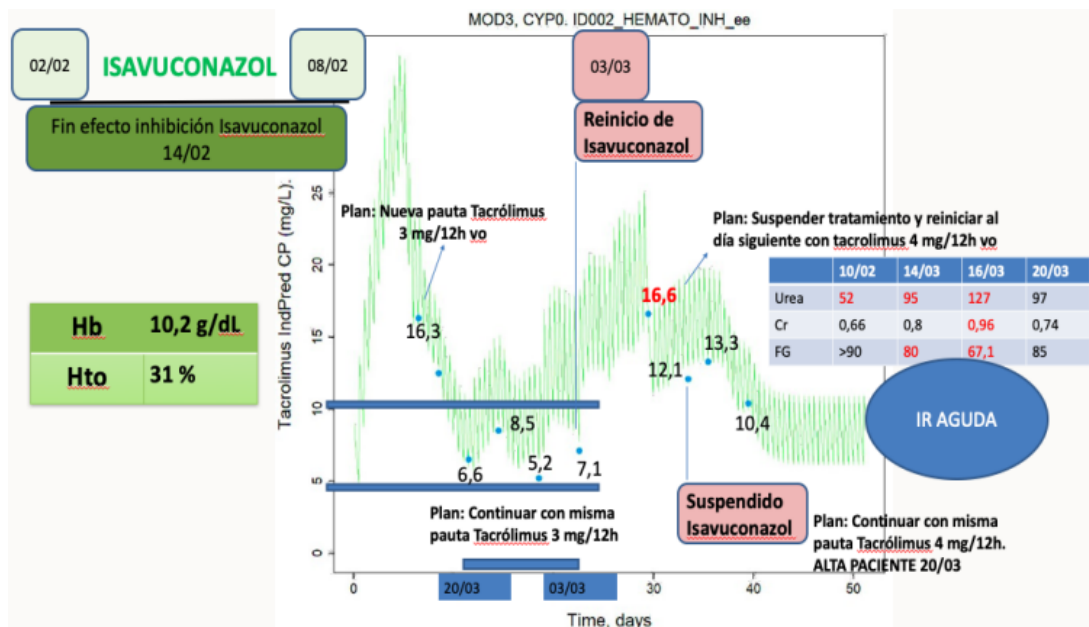 MOD3, CYP0. ID002_HEMATO_INH_ee
02/02
ISAVUCONAZOL
08/02
03/03
Fin efecto inhibición Isavuconazol
14/02
Reinicio de
Isavuconazol
Plan: Nueva pauta Tacrólimus
3 mg/12h vo
Plan: Suspender tratamiento y reiniciar al
día siguiente con tacrolimus 4 mg/12h vo
10/02 14/03 16/03 20/03
Urea 52 95 127 97
Cr 0,66 0,8 0,96 0,74
FG >90 80 67,1 85
Hb 10,2 g/dL
Hto 31 %
Tacrolimus IndPred CP (mg/L).
25
20
15
10
5
0
16,3
6,6
8,5
5,2
7,1
16,6
12,1
13,3
10,4
IR AGUDA
Plan: Continuar con misma
pauta Tacrólimus 3 mg/12h
Suspendido
Isavuconazol
Plan: Continuar con misma
pauta Tacrólimus 4 mg/12h.
ALTA PACIENTE 20/03
20/03
03/03
0 30 50
Time, days